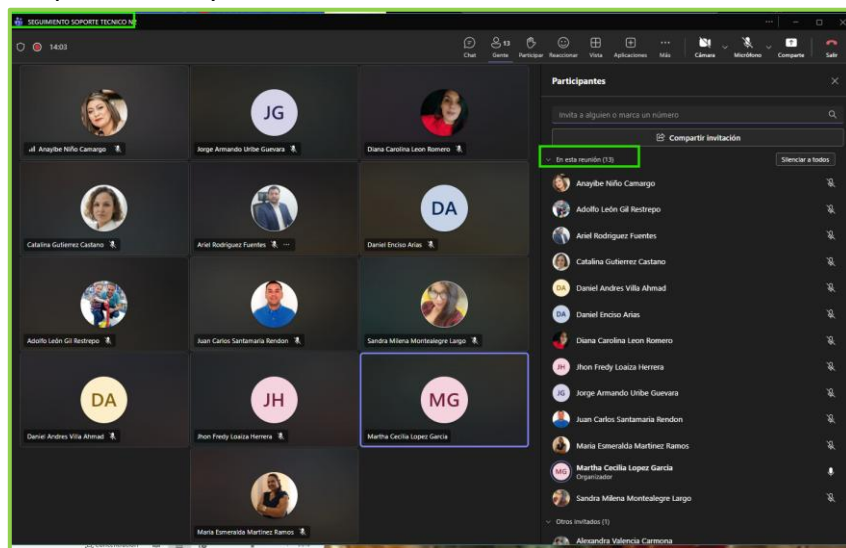 SEGUIMIENTO SOPORTE TECNICO N2
14:03
Chat
13
Gente
Participar
Reaccionar
Vista
Aplicaciones
Más
Cámara
Micrófono
Comparte
Salir
JG
Anayibe Niño Camargo
Jorge Armando Uribe Guevara
Diana Carolina Leon Romero
DA
Catalina Gutierrez Castano
Ariel Rodriguez Fuentes
Daniel Enciso Arias
Adolfo León Gil Restrepo
Juan Carlos Santamaria Rendon
Sandra Milena Montealegre Largo
DA
JH
MG
Daniel Andres Villa Ahmad
Jhon Fredy Loaiza Herrera
Martha Cecilia Lopez Garcia
Maria Esmeralda Martinez Ramos
Participantes
Invita a alguien o marca un número
Compartir invitación
En esta reunión (13)
Silenciar a todos
Anayibe Niño Camargo
Adolfo León Gil Restrepo
Ariel Rodriguez Fuentes
Catalina Gutierrez Castano
DA Daniel Andres Villa Ahmad
DA Daniel Enciso Arias
Diana Carolina Leon Romero
JH Jhon Fredy Loaiza Herrera
JG Jorge Armando Uribe Guevara
Juan Carlos Santamaria Rendon
Maria Esmeralda Martinez Ramos
MG Martha Cecilia Lopez Garcia
Organizador
Sandra Milena Montealegre Largo
Otros invitados (1)
Alexandra Valencia Carmona